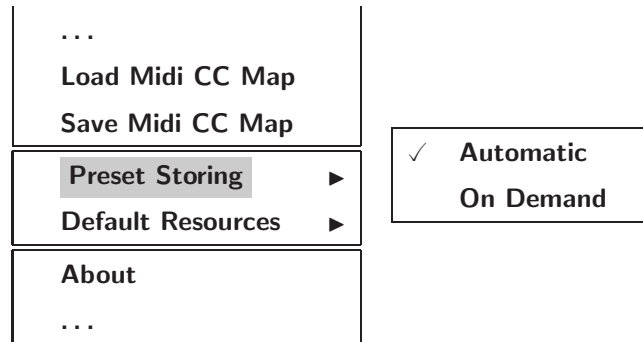 ...
Load Midi CC Map
Save Midi CC Map
Preset Storing ▶
Default Resources ▶
About
...
✓ Automatic
On Demand